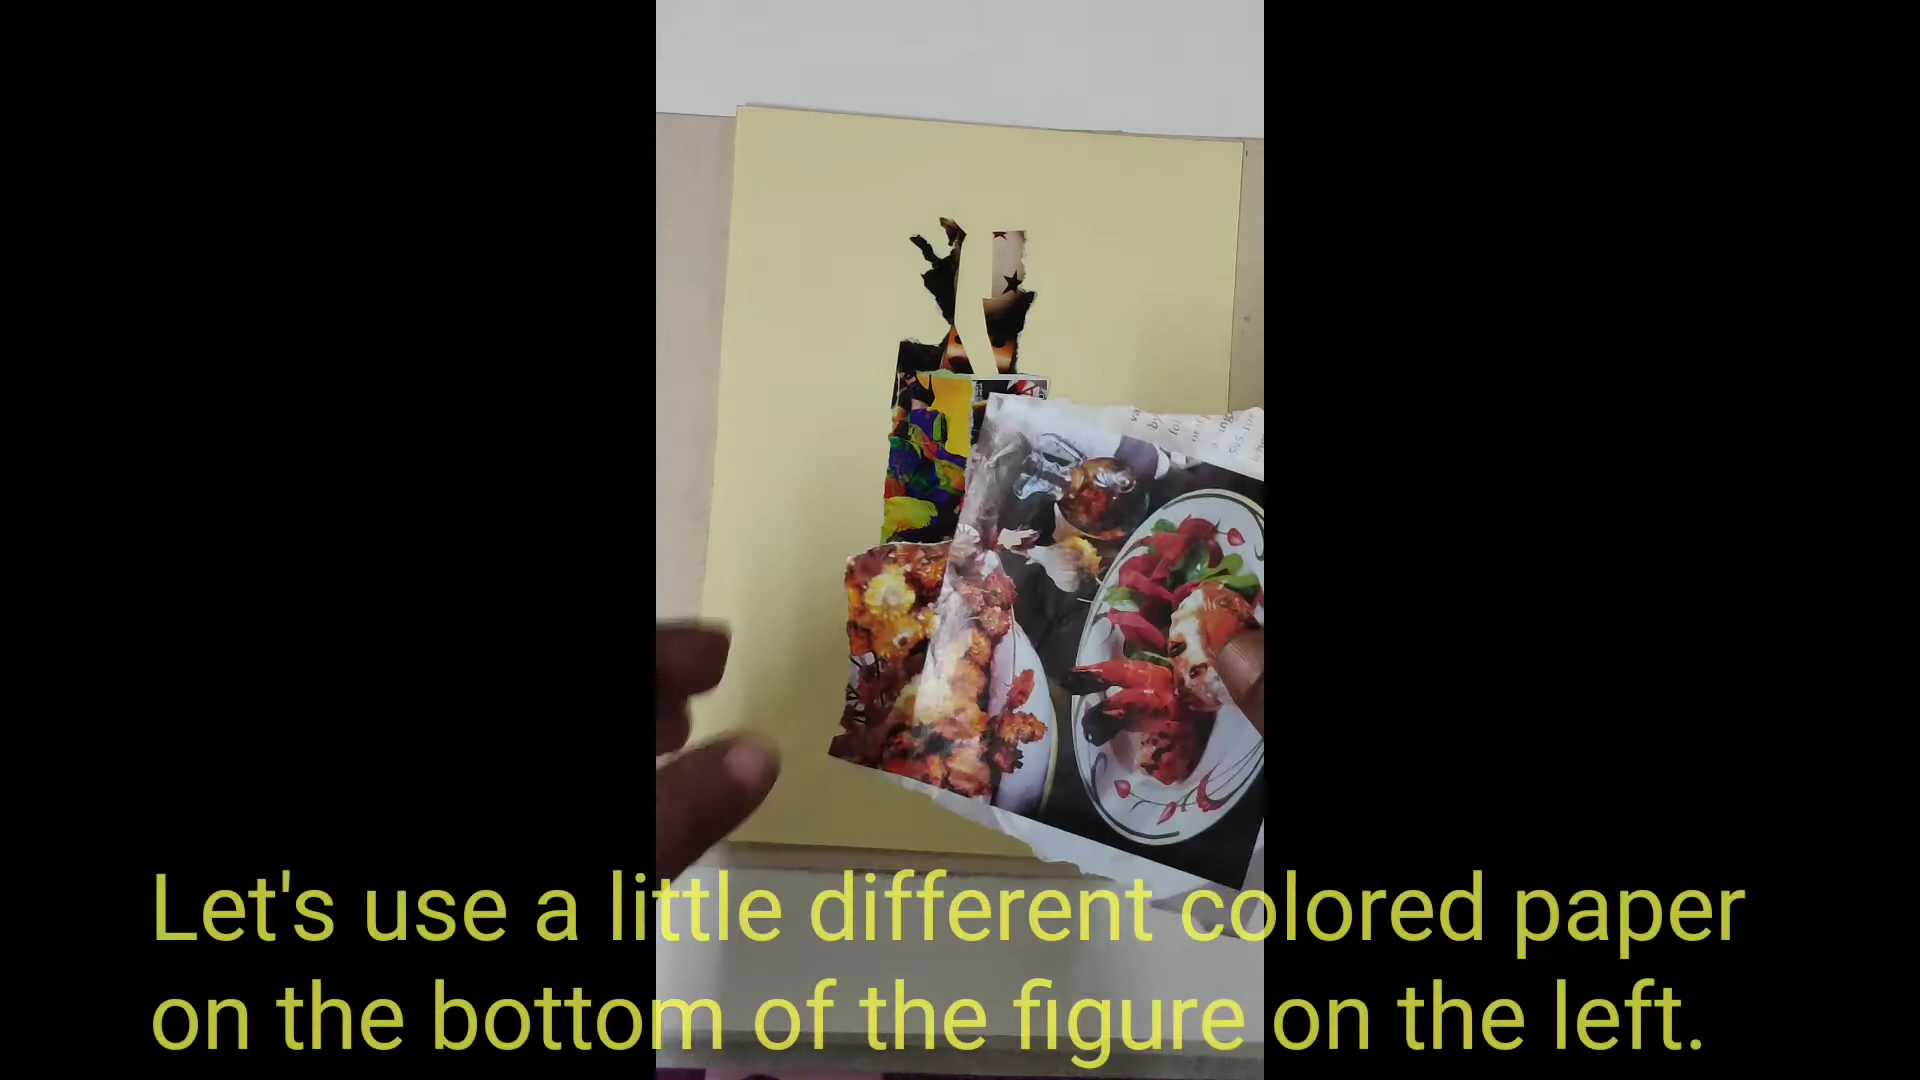 Let's use a little different colored paper
on the bottom of the figure on the left.